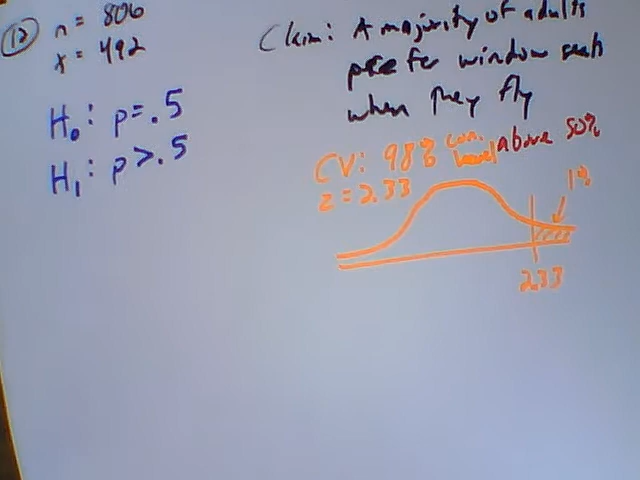 12 n = 806
x = 492
Claim: A majority of adults
prefer window seats
when they fly
above 50%
H₀: p = .5
H₁: p > .5
CV: 98% con. level
z = 2.33
1%
2.33